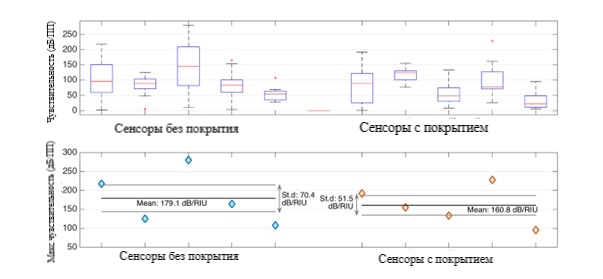 Чувствительность (дБ/ПП)
250
200
150
100
50
0
Сенсоры без покрытия
Сенсоры с покрытием
Макс чувствительность (дБ/ПП)
300
250
200
150
100
50
Mean: 179.1 dB/RIU
St.d: 70.4
dB/RIU
St.d: 51.5
dB/RIU
Mean: 160.8 dB/RIU
Сенсоры без покрытия
Сенсоры с покрытием